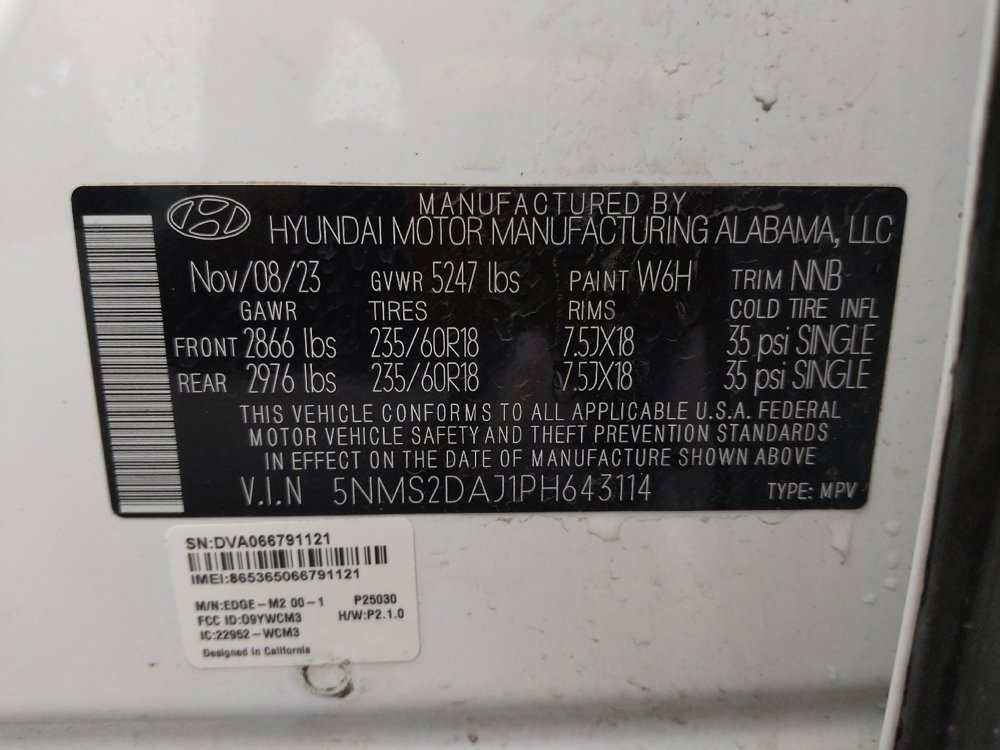 MANUFACTURED BY
HYUNDAI MOTOR MANUFACTURING ALABAMA, LLC
Nov/08/23 GVWR 5247 lbs PAINT W6H TRIM NNB
GAWR TIRES RIMS COLD TIRE INFL
FRONT 2866 lbs 235/60R18 7.5JX18 35 psi SINGLE
REAR 2976 lbs 235/60R18 7.5JX18 35 psi SINGLE
THIS VEHICLE CONFORMS TO ALL APPLICABLE U.S.A. FEDERAL
MOTOR VEHICLE SAFETY AND THEFT PREVENTION STANDARDS
IN EFFECT ON THE DATE OF MANUFACTURE SHOWN ABOVE
V.I.N 5NMS2DAJ1PH643114 TYPE: MPV
SN:DVA066791121
IMEI:865365066791121
M/N:EDGE-M2 00-1 P25030
FCC ID:O9YWCM3 H/W:P2.1.0
IC:22952-WCM3
Designed in California